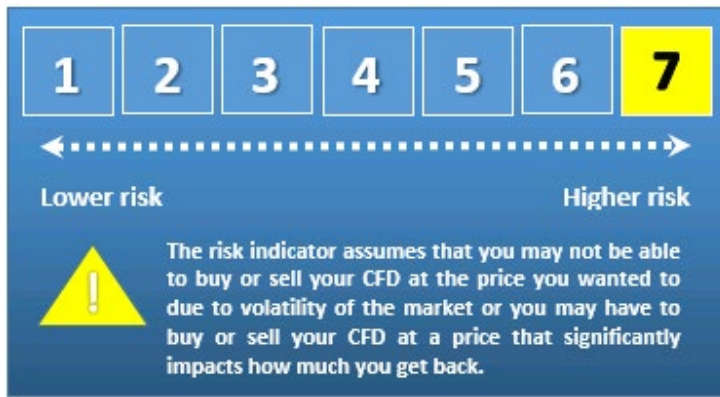 1 2 3 4 5 6 7
Lower risk Higher risk
!
The risk indicator assumes that you may not be able
to buy or sell your CFD at the price you wanted to
due to volatility of the market or you may have to
buy or sell your CFD at a price that significantly
impacts how much you get back.